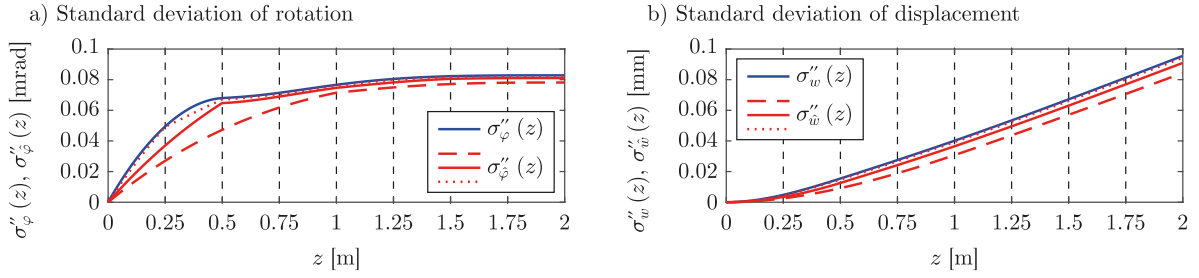 a) Standard deviation of rotation
σ″φ(z), σ″φ̂(z) [mrad]
0.1
0.08
0.06
0.04
0.02
0
σ″φ (z)
σ″φ̂ (z)
0 0.25 0.5 0.75 1 1.25 1.5 1.75 2
z [m]
b) Standard deviation of displacement
σ″w(z), σ″ŵ(z) [mm]
0.1
0.08
0.06
0.04
0.02
0
σ″w (z)
σ″ŵ (z)
0 0.25 0.5 0.75 1 1.25 1.5 1.75 2
z [m]